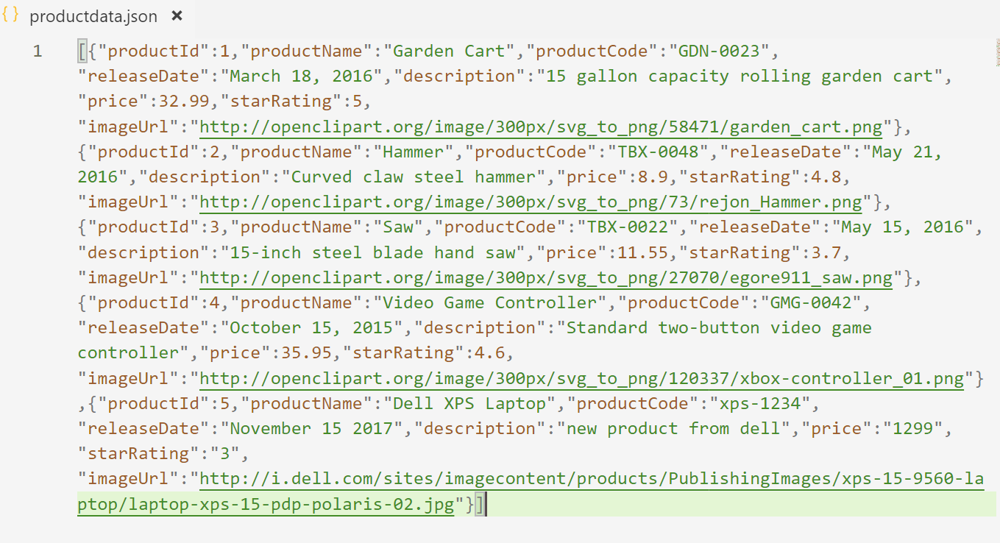 { } productdata.json ×
1 [{"productId":1,"productName":"Garden Cart","productCode":"GDN-0023",
"releaseDate":"March 18, 2016","description":"15 gallon capacity rolling garden cart",
"price":32.99,"starRating":5,
"imageUrl":"http://openclipart.org/image/300px/svg_to_png/58471/garden_cart.png"},
{"productId":2,"productName":"Hammer","productCode":"TBX-0048","releaseDate":"May 21,
2016","description":"Curved claw steel hammer","price":8.9,"starRating":4.8,
"imageUrl":"http://openclipart.org/image/300px/svg_to_png/73/rejon_Hammer.png"},
{"productId":3,"productName":"Saw","productCode":"TBX-0022","releaseDate":"May 15, 2016",
"description":"15-inch steel blade hand saw","price":11.55,"starRating":3.7,
"imageUrl":"http://openclipart.org/image/300px/svg_to_png/27070/egore911_saw.png"},
{"productId":4,"productName":"Video Game Controller","productCode":"GMG-0042",
"releaseDate":"October 15, 2015","description":"Standard two-button video game
controller","price":35.95,"starRating":4.6,
"imageUrl":"http://openclipart.org/image/300px/svg_to_png/120337/xbox-controller_01.png"}
,{"productId":5,"productName":"Dell XPS Laptop","productCode":"xps-1234",
"releaseDate":"November 15 2017","description":"new product from dell","price":"1299",
"starRating":"3",
"imageUrl":"http://i.dell.com/sites/imagecontent/products/PublishingImages/xps-15-9560-la
ptop/laptop-xps-15-pdp-polaris-02.jpg"}]